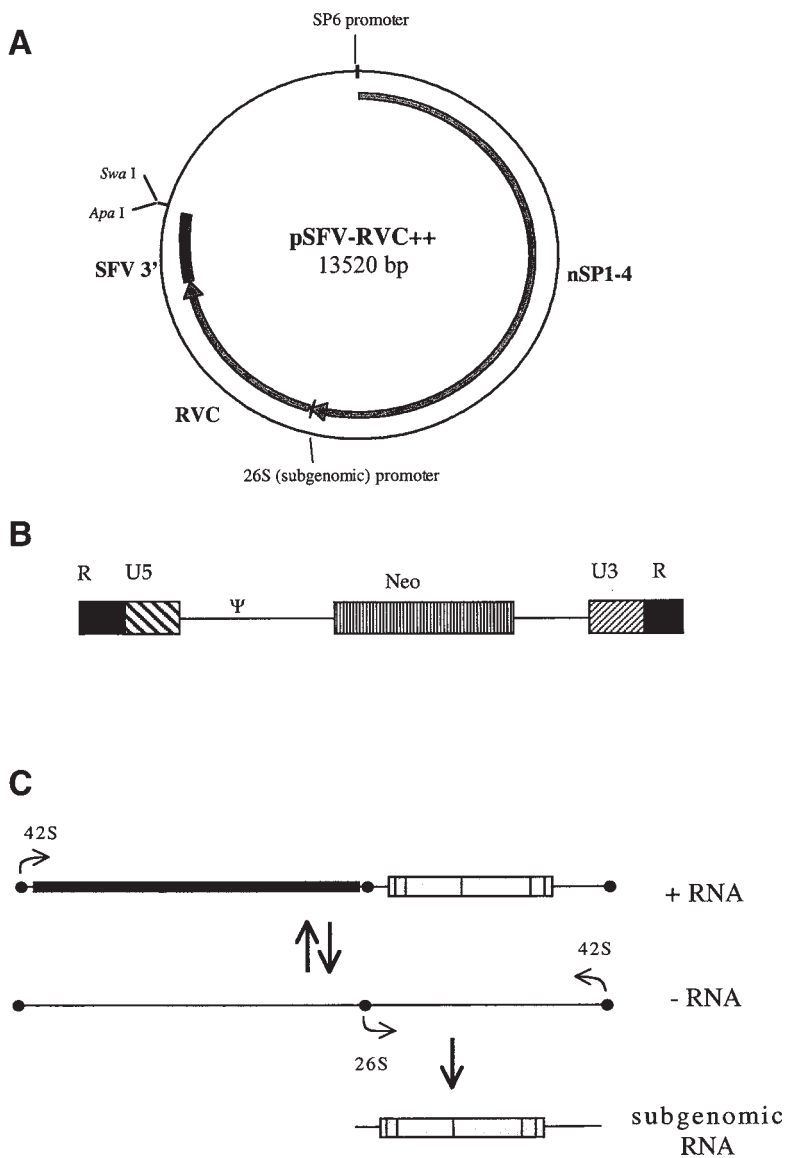 A
SP6 promoter
Swa I
Apa I
pSFV-RVC++
13520 bp
SFV 3'
nSP1-4
RVC
26S (subgenomic) promoter
B
R U5 Neo U3 R
Ψ
C
42S
+ RNA
42S
- RNA
26S
subgenomic
RNA